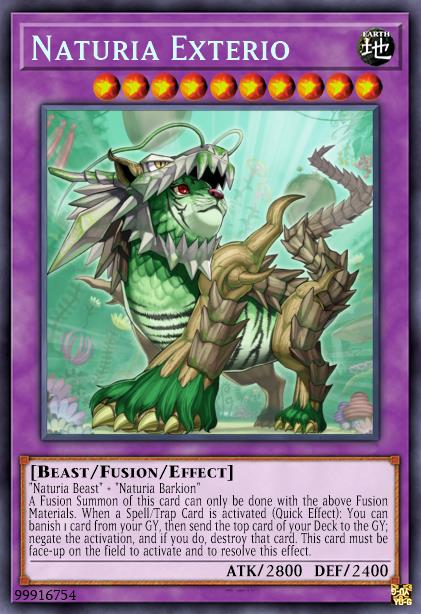 NATURIA EXTERIO
EARTH
地
[BEAST/FUSION/EFFECT]
"Naturia Beast" + "Naturia Barkion"
A Fusion Summon of this card can only be done with the above Fusion
Materials. When a Spell/Trap Card is activated (Quick Effect): You can
banish 1 card from your GY, then send the top card of your Deck to the GY;
negate the activation, and if you do, destroy that card. This card must be
face-up on the field to activate and to resolve this effect.
ATK/2800 DEF/2400
99916754